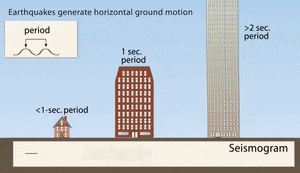 Earthquakes generate horizontal ground motion
period
1 sec.
period
>2 sec.
period
<1-sec. period
Seismogram